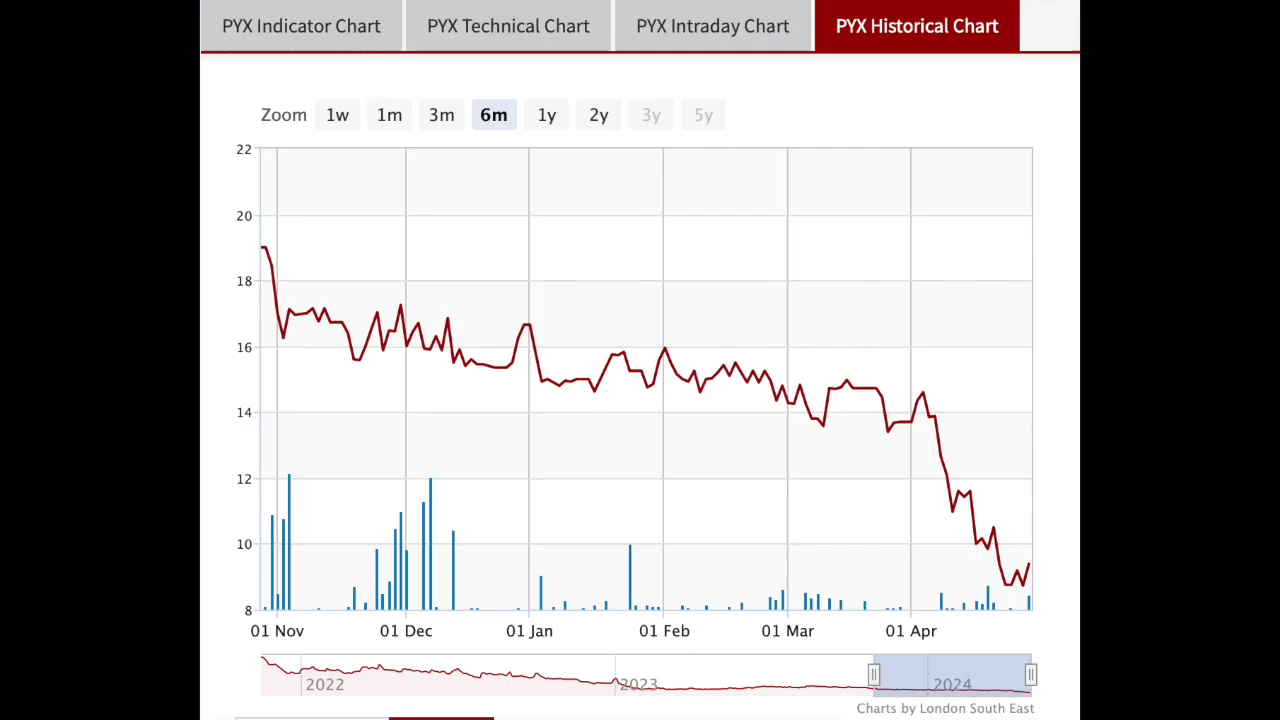 PYX Indicator Chart PYX Technical Chart PYX Intraday Chart PYX Historical Chart
Zoom 1w 1m 3m 6m 1y 2y 3y 5y
22
20
18
16
14
12
10
8
01 Nov 01 Dec 01 Jan 01 Feb 01 Mar 01 Apr
2022 2023 2024
Charts by London South East